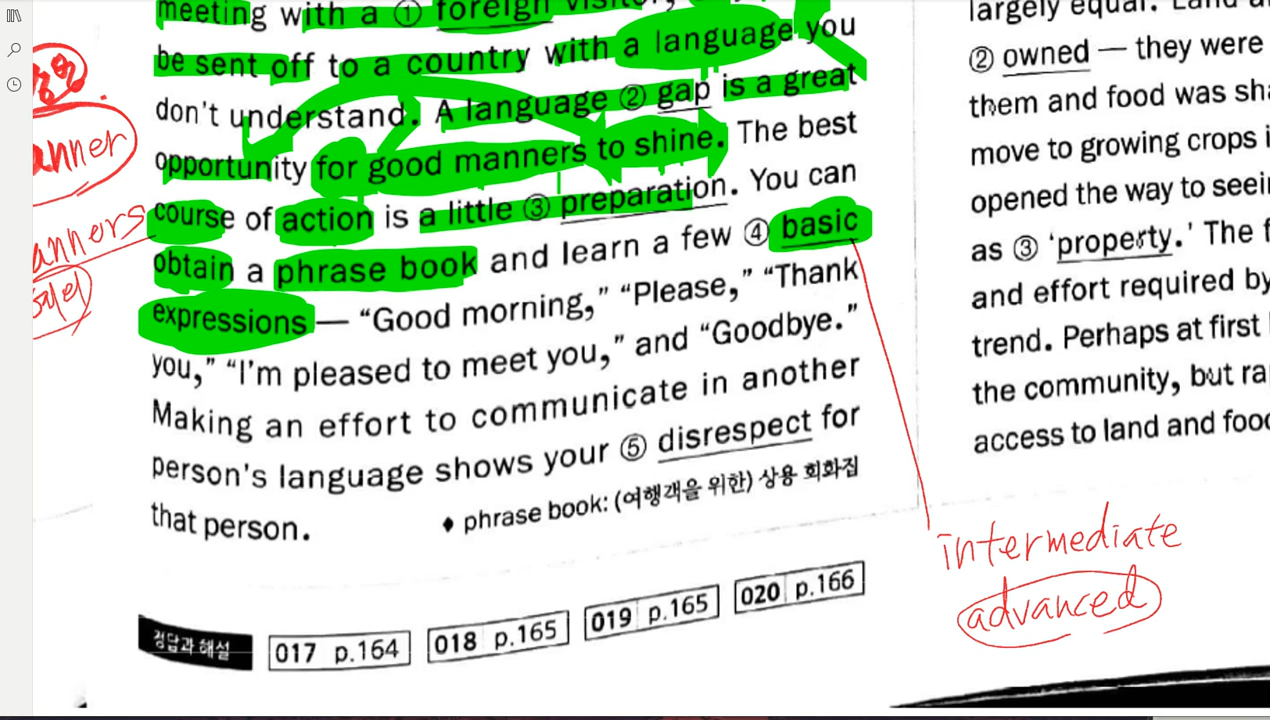 meeting with a ① foreign
be sent off to a country with a language you
don't understand. A language ② gap is a great
opportunity for good manners to shine. The best
course of action is a little ③ preparation. You can
obtain a phrase book and learn a few ④ basic
expressions — “Good morning,” “Please,” “Thank
you,” “I'm pleased to meet you,” and “Goodbye.”
Making an effort to communicate in another
person's language shows your ⑤ disrespect for
that person.
♦ phrase book: (여행객을 위한) 상용 회화집
anner
anners
largely equal.
② owned — they were
them and food was
move to growing crops
opened the way to
as ③ ‘property.’ The
and effort required by
trend. Perhaps at first
the community, but
access to land and
intermediate
advanced
정답과 해설
017 p.164
018 p.165
019 p.165
020 p.166